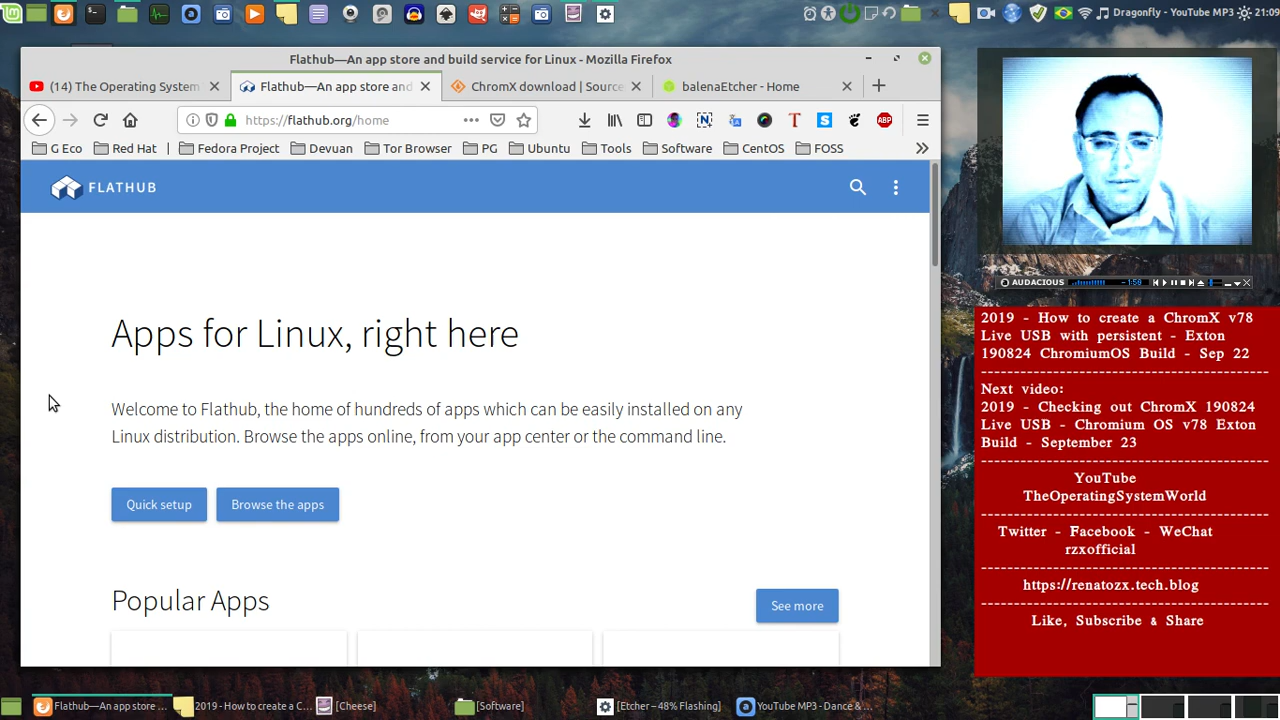 Dragonfly - YouTube MP3
21:09
Flathub—An app store and build service for Linux - Mozilla Firefox
(14) The Operating System
Flathub—An app store and
ChromX download | Source
balenaEtcher - Home
https://flathub.org/home
G Eco
Red Hat
Fedora Project
Devuan
Tor Browser
PG
Ubuntu
Tools
Software
CentOS
FOSS
FLATHUB
Apps for Linux, right here
Welcome to Flathub, the home of hundreds of apps which can be easily installed on any
Linux distribution. Browse the apps online, from your app center or the command line.
Quick setup
Browse the apps
Popular Apps
See more
AUDACIOUS
-1:59
2019 - How to create a ChromX v78
Live USB with persistent - Exton
190824 ChromiumOS Build - Sep 22
Next video:
2019 - Checking out ChromX 190824
Live USB - Chromium OS v78 Exton
Build - September 23
YouTube
TheOperatingSystemWorld
Twitter - Facebook - WeChat
rzxofficial
https://renatozx.tech.blog
Like, Subscribe & Share
Flathub—An app store ...
2019 - How to create a C...
[Cheese]
[Software]
[Etcher – 48% Flashing]
YouTube MP3 - Dance &...